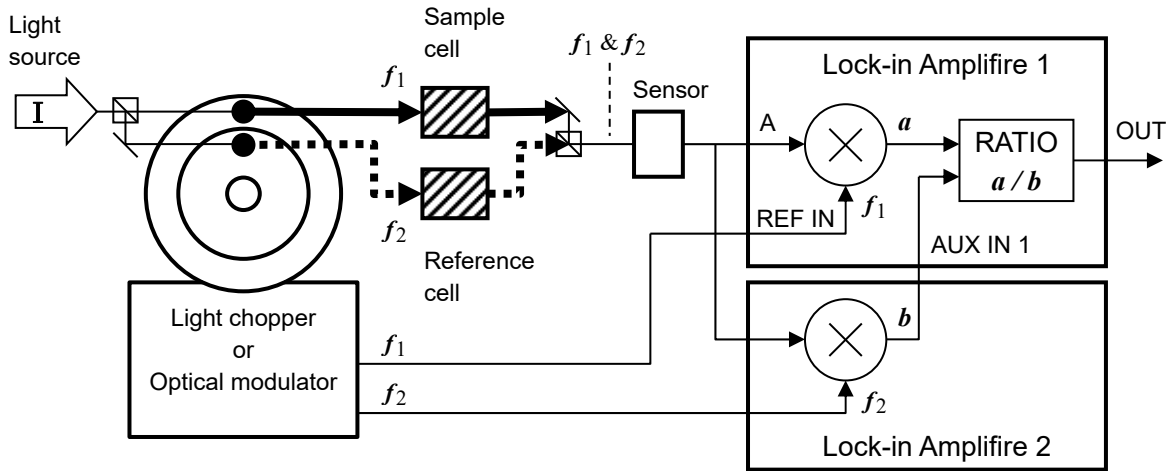 Light
source
I
Sample
cell
f1
f1 & f2
Sensor
Lock-in Amplifire 1
A
a
RATIO
a / b
OUT
REF IN
f1
AUX IN 1
f2
Reference
cell
Light chopper
or
Optical modulator
f1
f2
b
f2
Lock-in Amplifire 2